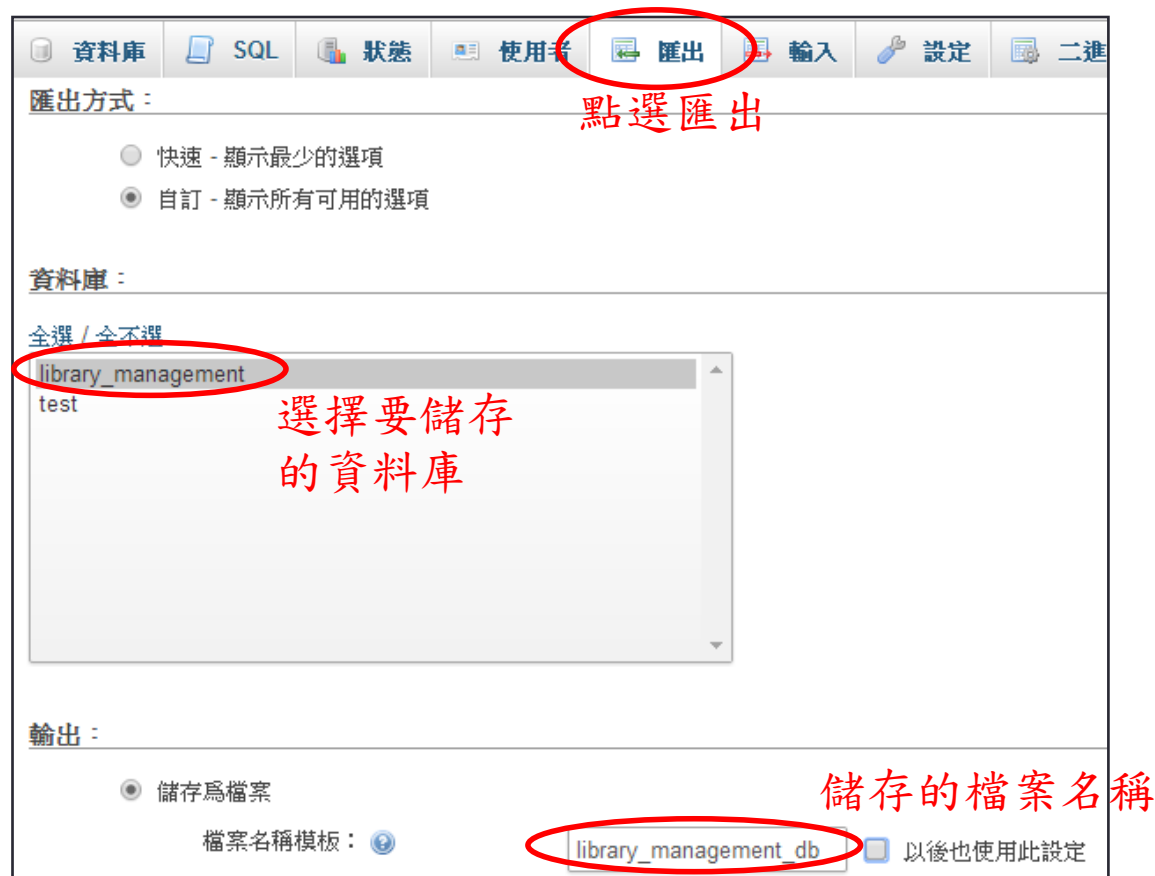 資料庫 SQL 狀態 使用者 匯出 輸入 設定 二進
匯出方式：
點選匯出
快速 - 顯示最少的選項
自訂 - 顯示所有可用的選項
資料庫：
全選 / 全不選
library_management
test
選擇要儲存
的資料庫
輸出：
儲存為檔案
儲存的檔案名稱
檔案名稱模板： library_management_db 以後也使用此設定